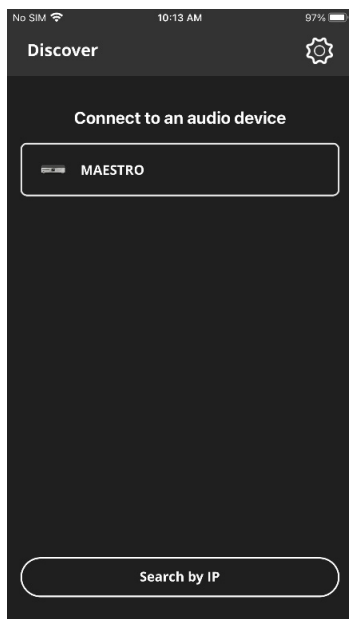 No SIM 10:13 AM 97%
Discover
Connect to an audio device
MAESTRO
Search by IP